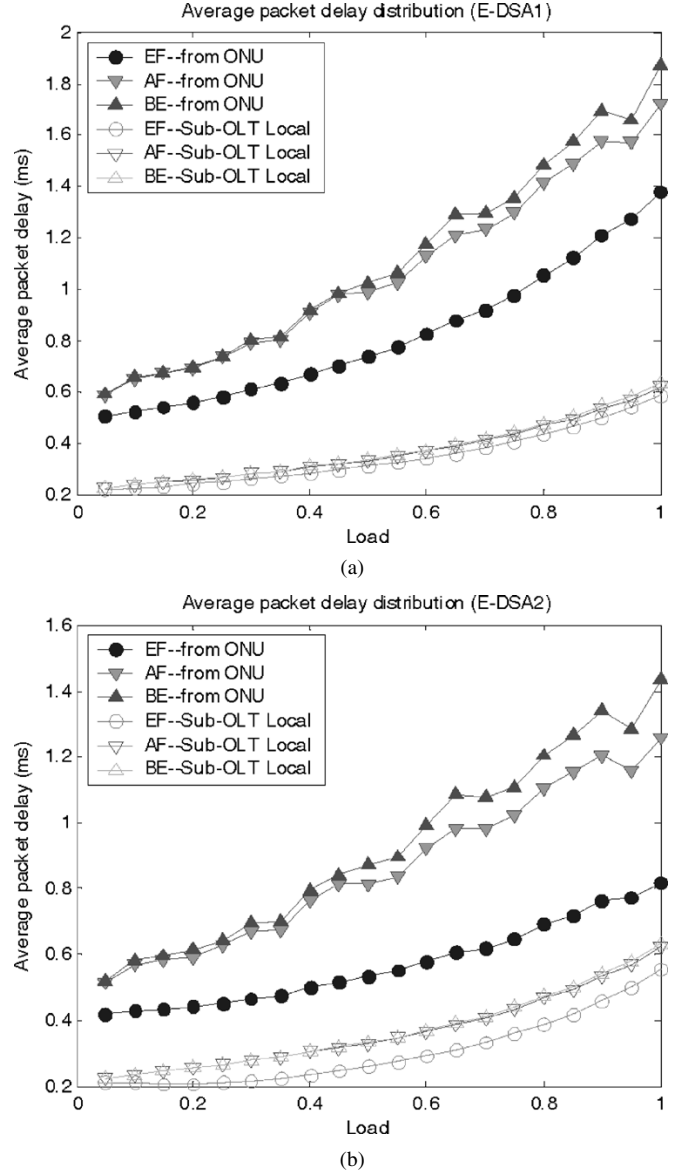 Average packet delay distribution (E-DSA1)
2
1.8
1.6
1.4
1.2
1
0.8
0.6
0.4
0.2
Average packet delay (ms)
EF--from ONU
AF--from ONU
BE--from ONU
EF--Sub-OLT Local
AF--Sub-OLT Local
BE--Sub-OLT Local
0 0.2 0.4 0.6 0.8 1
Load
(a)
Average packet delay distribution (E-DSA2)
1.6
1.4
1.2
1
0.8
0.6
0.4
0.2
Average packet delay (ms)
EF--from ONU
AF--from ONU
BE--from ONU
EF--Sub-OLT Local
AF--Sub-OLT Local
BE--Sub-OLT Local
0 0.2 0.4 0.6 0.8 1
Load
(b)